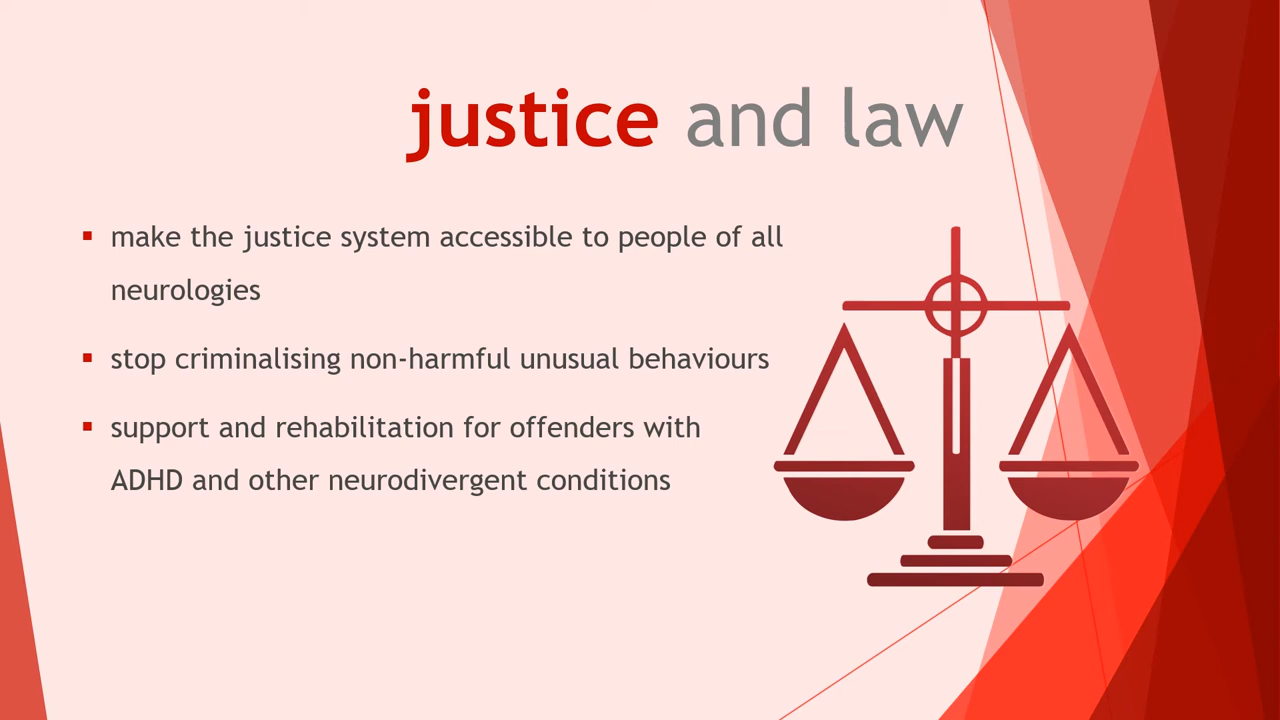 justice and law
make the justice system accessible to people of all
neurologies
stop criminalising non-harmful unusual behaviours
support and rehabilitation for offenders with
ADHD and other neurodivergent conditions